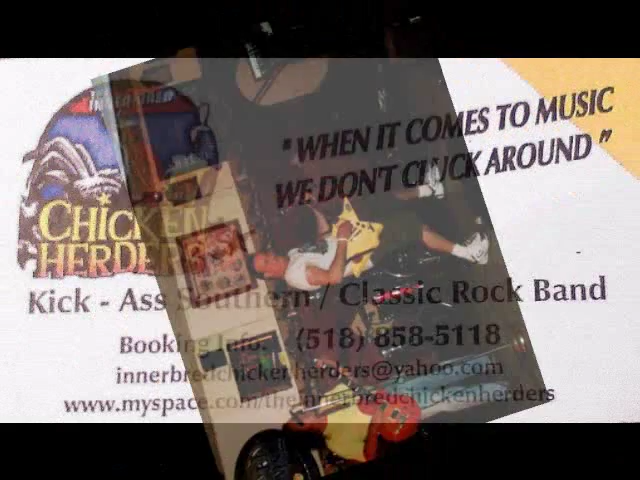 INNERBRED
CHICKEN
HERDERS
"WHEN IT COMES TO MUSIC
WE DON'T CLUCK AROUND"
Kick - Ass Southern / Classic Rock Band
Booking Info: (518) 858-5118
innerbredchickenherders@yahoo.com
www.myspace.com/theinnerbredchickenherders